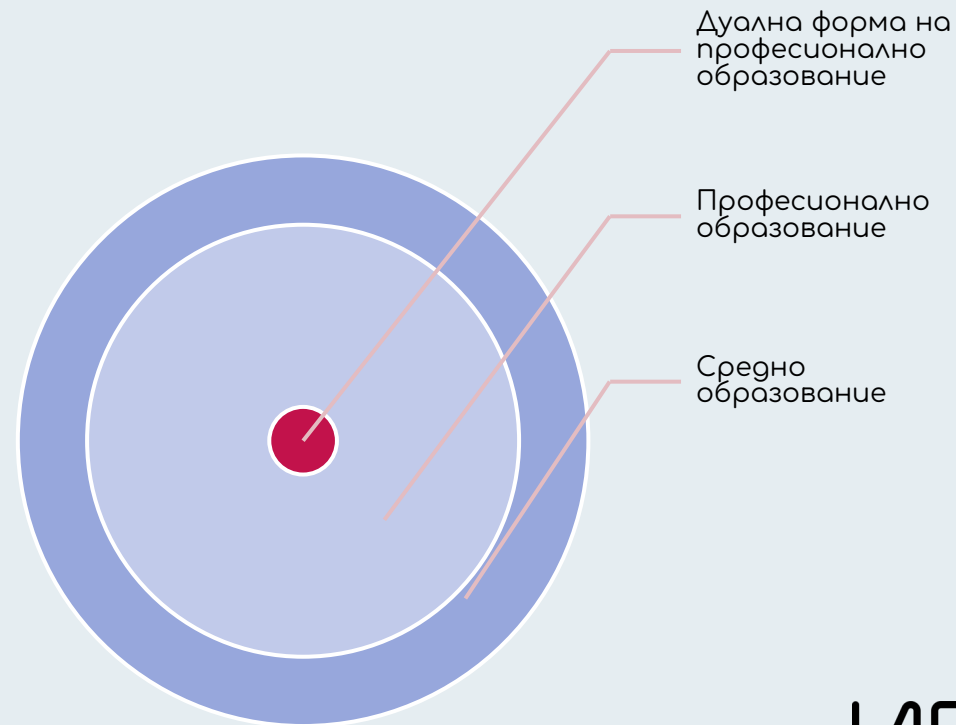 Дуална форма на
професионално
образование
Професионално
образование
Средно
образование